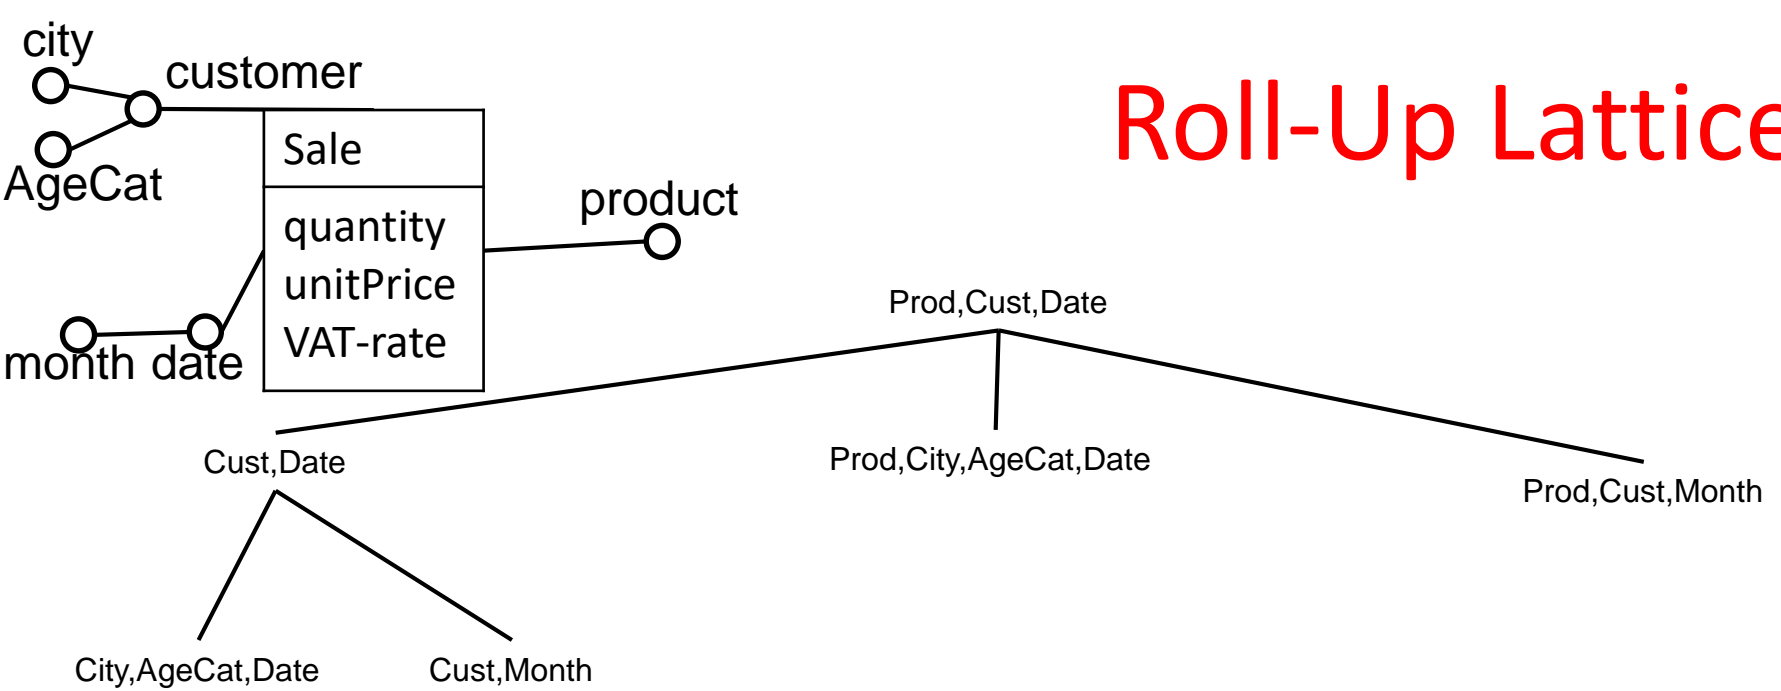 city
customer
Roll-Up Lattice
Sale
AgeCat
product
quantity
unitPrice
VAT-rate
month date
Prod,Cust,Date
Cust,Date
Prod,City,AgeCat,Date
Prod,Cust,Month
City,AgeCat,Date
Cust,Month